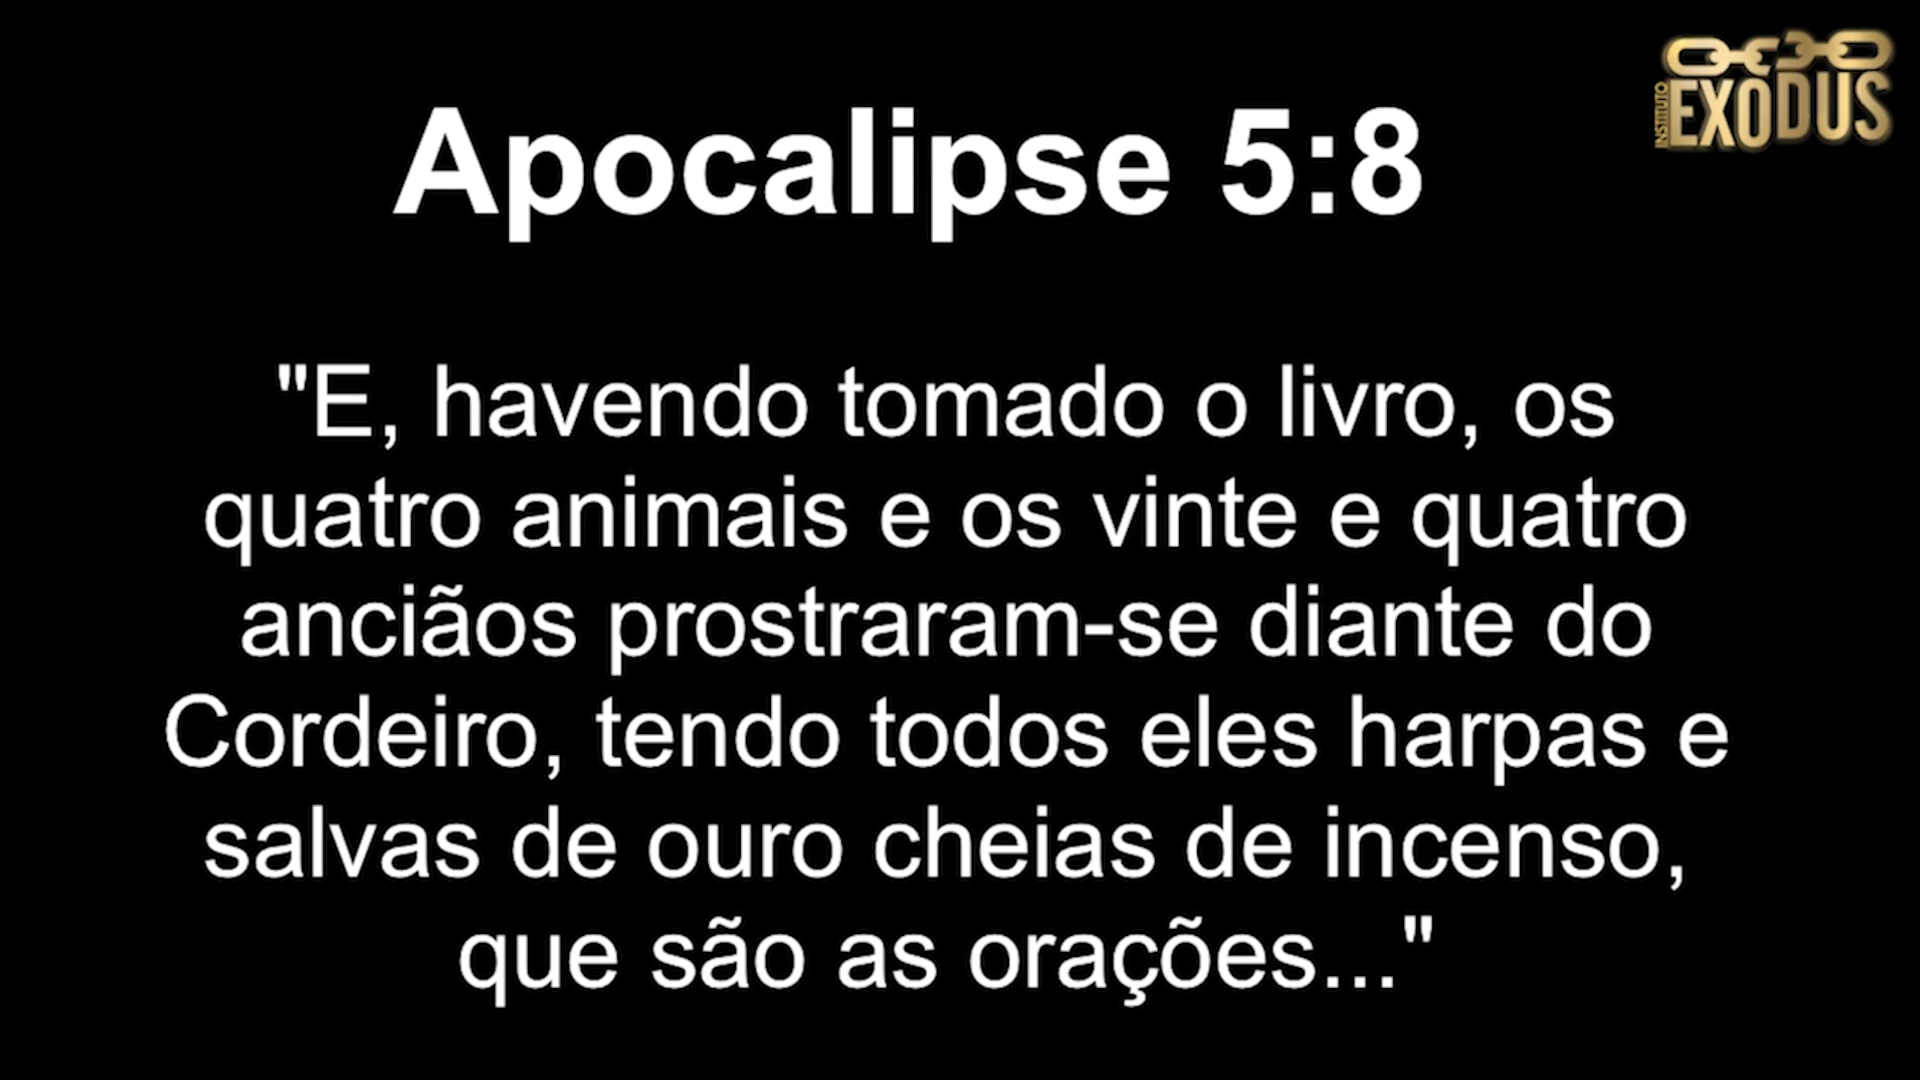 INSTITUTO
EXODUS
Apocalipse 5:8
"E, havendo tomado o livro, os
quatro animais e os vinte e quatro
anciãos prostraram-se diante do
Cordeiro, tendo todos eles harpas e
salvas de ouro cheias de incenso,
que são as orações..."